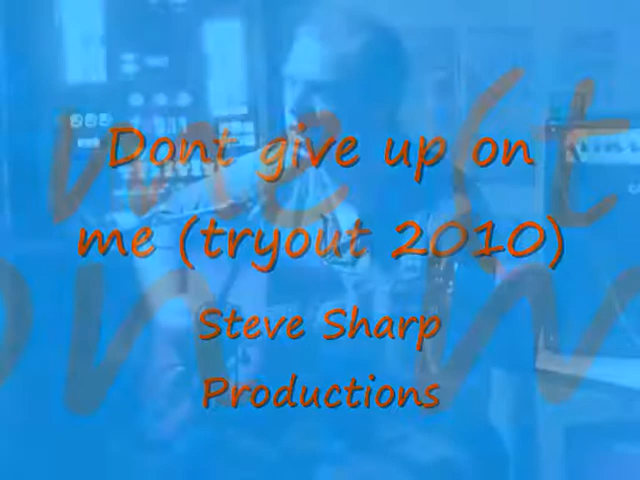 Dont give up on
me (tryout 2010)
Steve Sharp
Productions